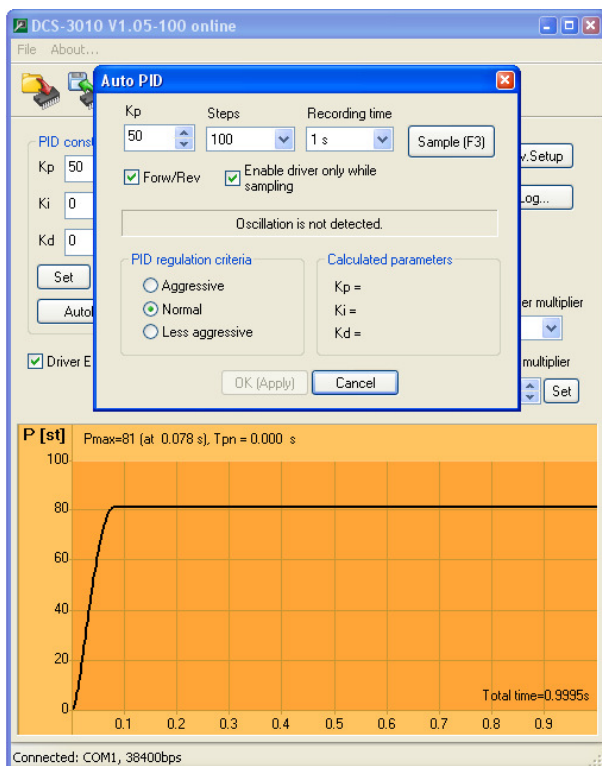 DCS-3010 V1.05-100 online
File About...
Auto PID
Kp Steps Recording time
50 100 1 s Sample (F3)
Forw/Rev Enable driver only while
sampling
Oscillation is not detected.
PID regulation criteria Calculated parameters
Aggressive Kp =
Normal Ki =
Less aggressive Kd =
OK (Apply) Cancel
PID const
Kp 50 v.Setup
Ki 0 Log...
Kd 0
Set er multiplier
Auto
Driver E multiplier
Set
P [st] Pmax=81 (at 0.078 s), Tpn = 0.000 s
100
80
60
40
20
Total time=0.9995s
0
0.1 0.2 0.3 0.4 0.5 0.6 0.7 0.8 0.9
Connected: COM1, 38400bps